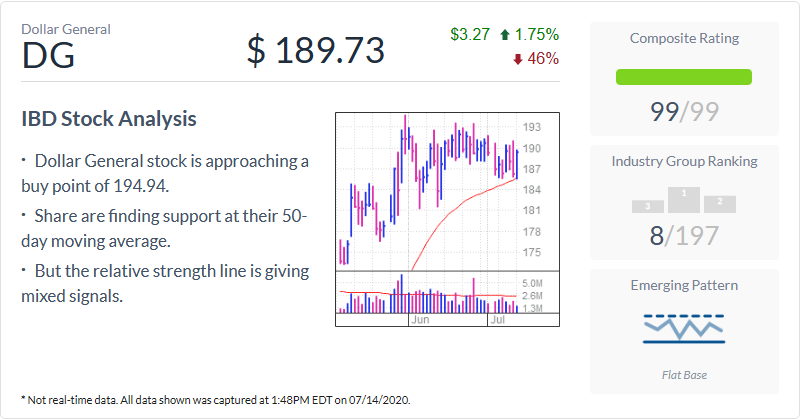 Dollar General
DG
$ 189.73
$3.27 1.75%
46%
IBD Stock Analysis
· Dollar General stock is approaching a
buy point of 194.94.
· Share are finding support at their 50-
day moving average.
· But the relative strength line is giving
mixed signals.
193
190
187
184
181
178
175
5.0M
2.6M
1.3M
Jun Jul
Composite Rating
99/99
Industry Group Ranking
3 1 2
8/197
Emerging Pattern
Flat Base
* Not real-time data. All data shown was captured at 1:48PM EDT on 07/14/2020.